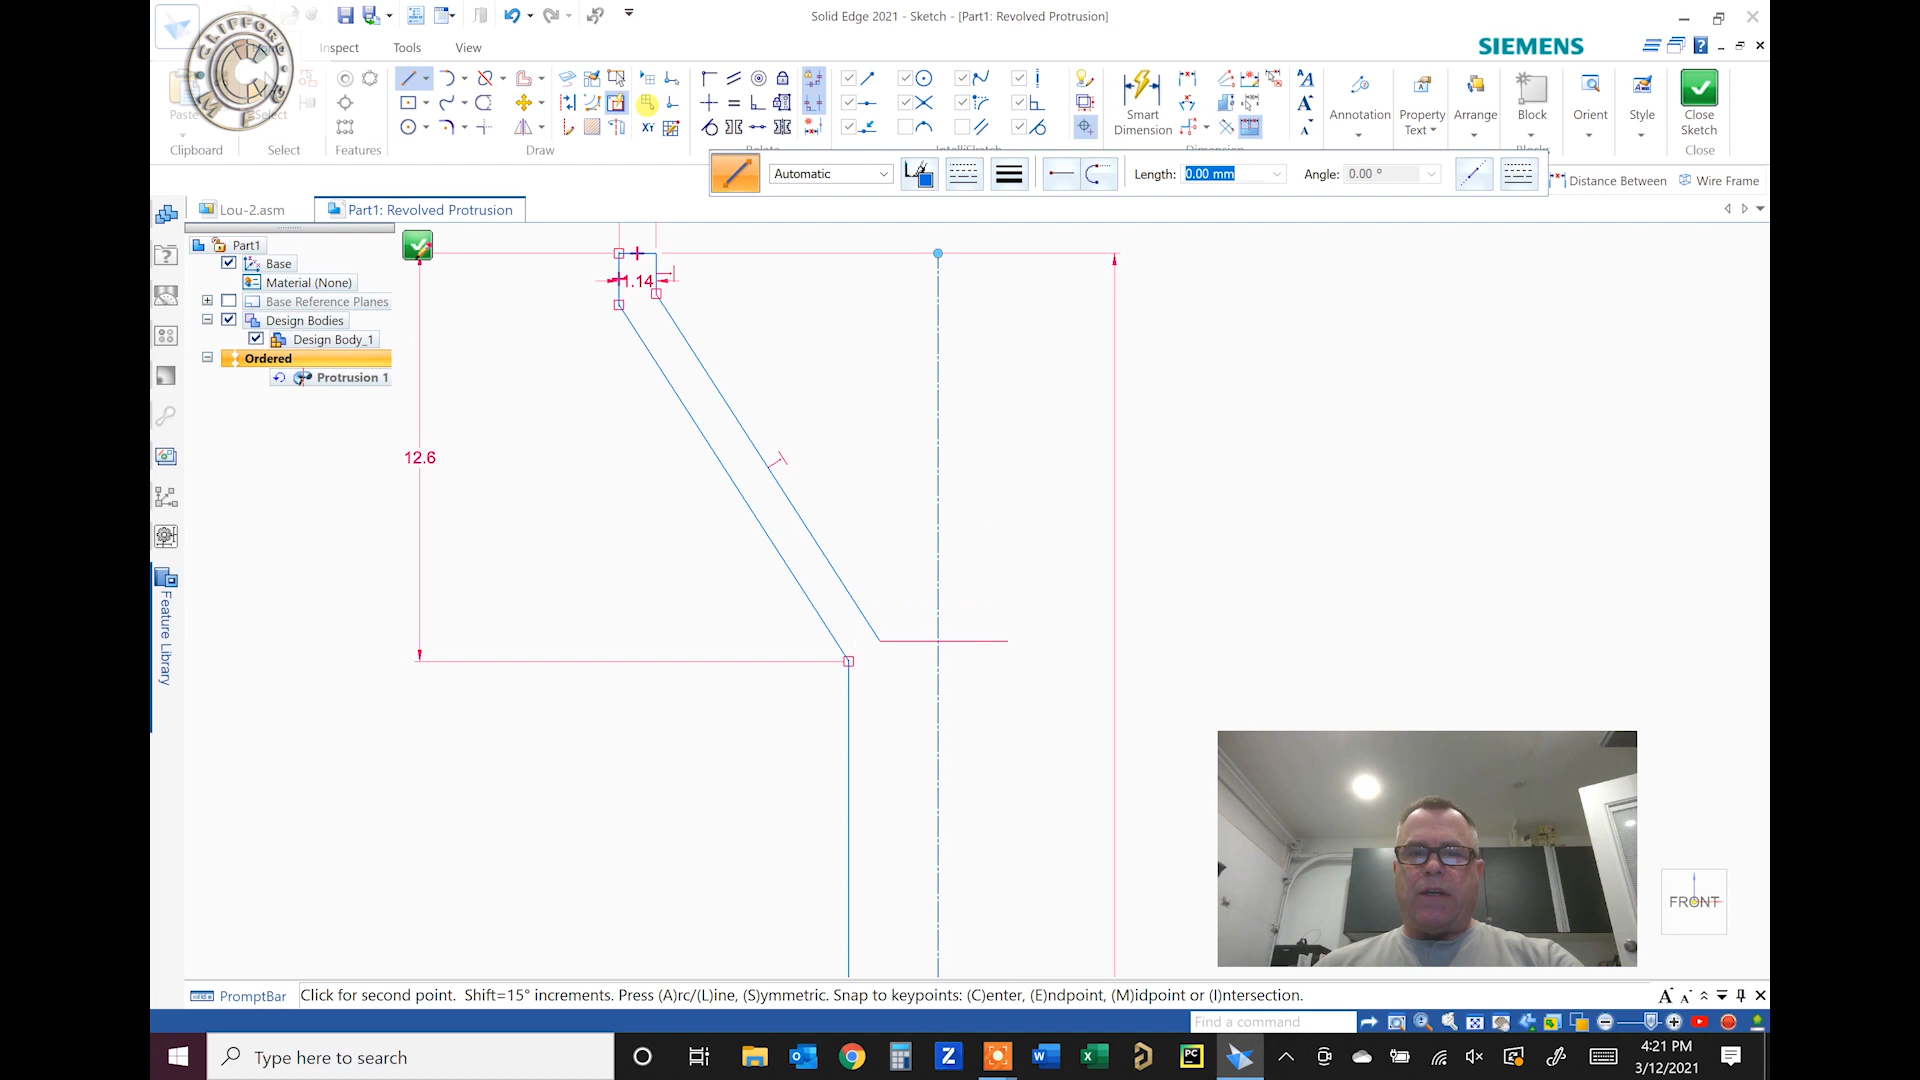 Solid Edge 2021 - Sketch - [Part1: Revolved Protrusion]
CLIFFORD
Inspect
Tools
View
SIEMENS
Paste
Select
Smart
Dimension
Annotation
Property
Text
Arrange
Block
Orient
Style
Close
Sketch
Clipboard
Select
Features
Draw
Close
Automatic
Length:
0.00 mm
Angle:
0.00 °
Distance Between
Wire Frame
Lou-2.asm
Part1: Revolved Protrusion
Part1
Base
Material (None)
Base Reference Planes
Design Bodies
Design Body_1
Ordered
Protrusion 1
Feature Library
1.14
12.6
FRONT
PromptBar
Click for second point. Shift=15° increments. Press (A)rc/(L)ine, (S)ymmetric. Snap to keypoints: (C)enter, (E)ndpoint, (M)idpoint or (I)ntersection.
Find a command
Type here to search
4:21 PM
3/12/2021